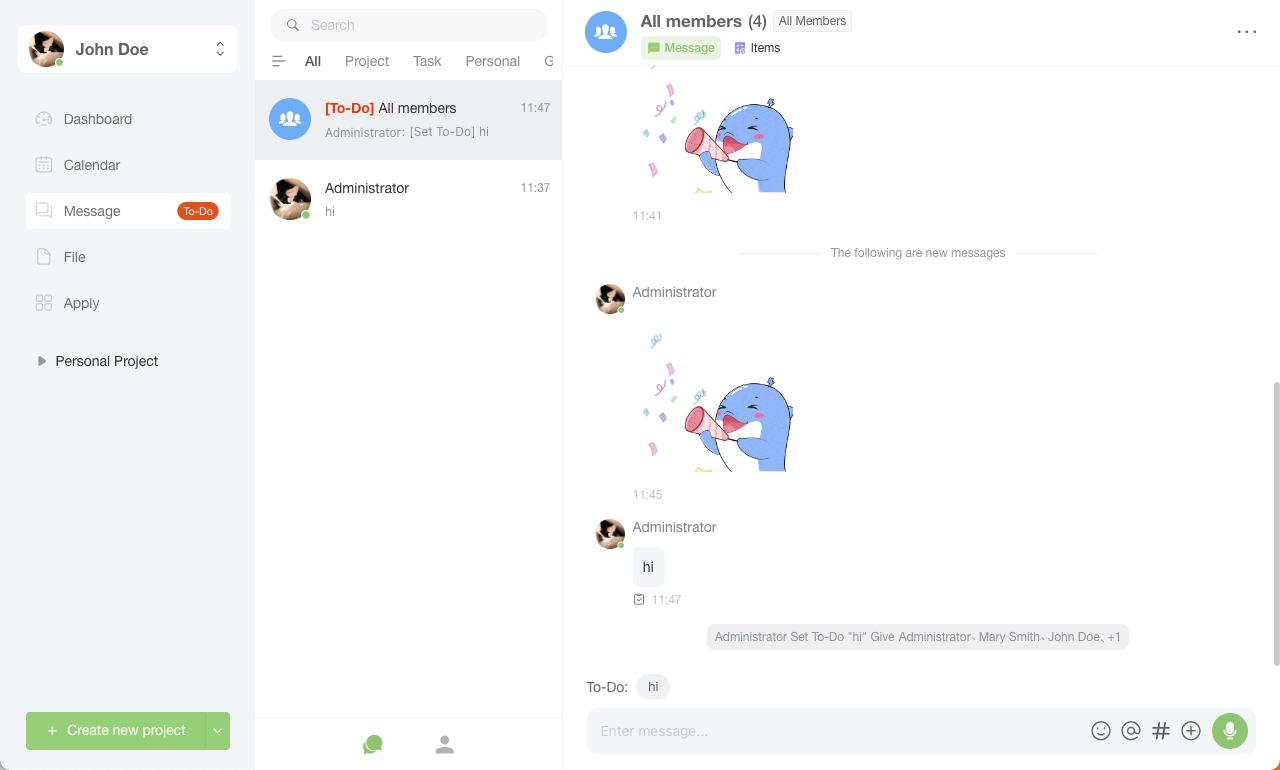 John Doe
Dashboard
Calendar
Message To-Do
File
Apply
Personal Project
+ Create new project
Search
All Project Task Personal G
[To-Do] All members 11:47
Administrator: [Set To-Do] hi
Administrator 11:37
hi
All members (4) All Members
Message Items
11:41
The following are new messages
Administrator
11:45
Administrator
hi
11:47
Administrator Set To-Do "hi" Give Administrator、Mary Smith、John Doe、+1
To-Do: hi
Enter message...